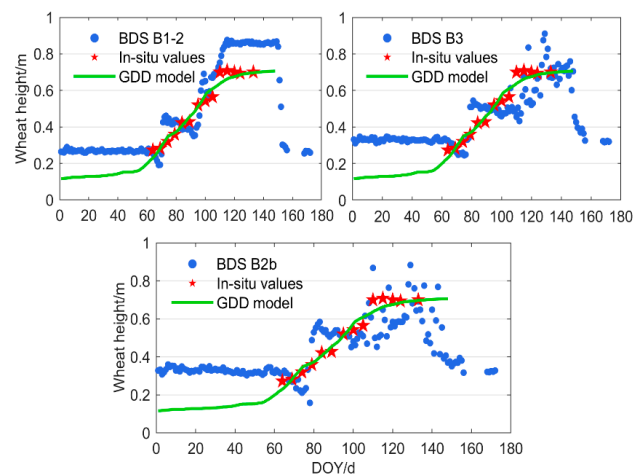 Wheat height/m
1
0.8
0.6
0.4
0.2
0
BDS B1-2
In-situ values
GDD model
0 20 40 60 80 100 120 140 160 180
Wheat height/m
1
0.8
0.6
0.4
0.2
0
BDS B3
In-situ values
GDD model
0 20 40 60 80 100 120 140 160 180
Wheat height/m
1
0.8
0.6
0.4
0.2
0
BDS B2b
In-situ values
GDD model
0 20 40 60 80 100 120 140 160 180
DOY/d